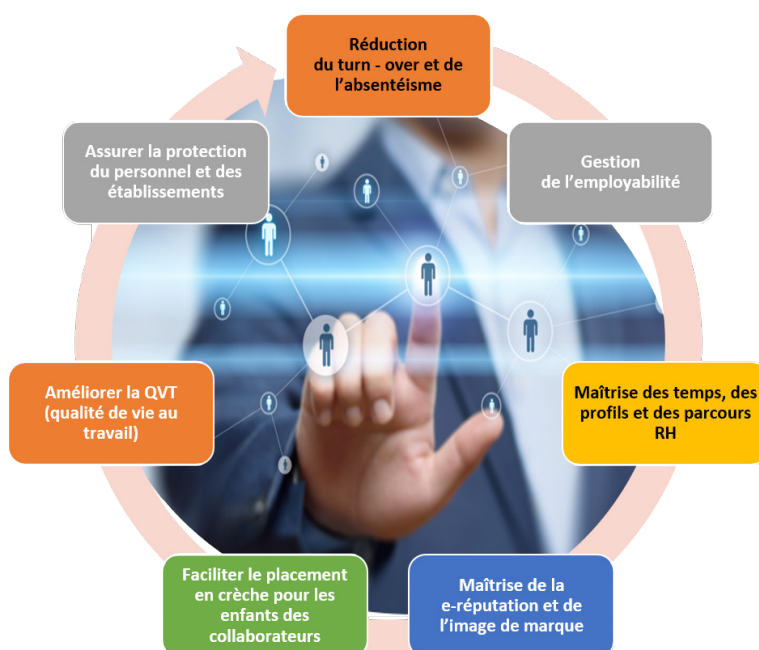 Réduction
du turn - over et de
l'absentéisme
Gestion
de l'employabilité
Maîtrise des temps, des
profils et des parcours
RH
Maîtrise de la
e-réputation et de
l'image de marque
Faciliter le placement
en crèche pour les
enfants des
collaborateurs
Améliorer la QVT
(qualité de vie au
travail)
Assurer la protection
du personnel et des
établissements